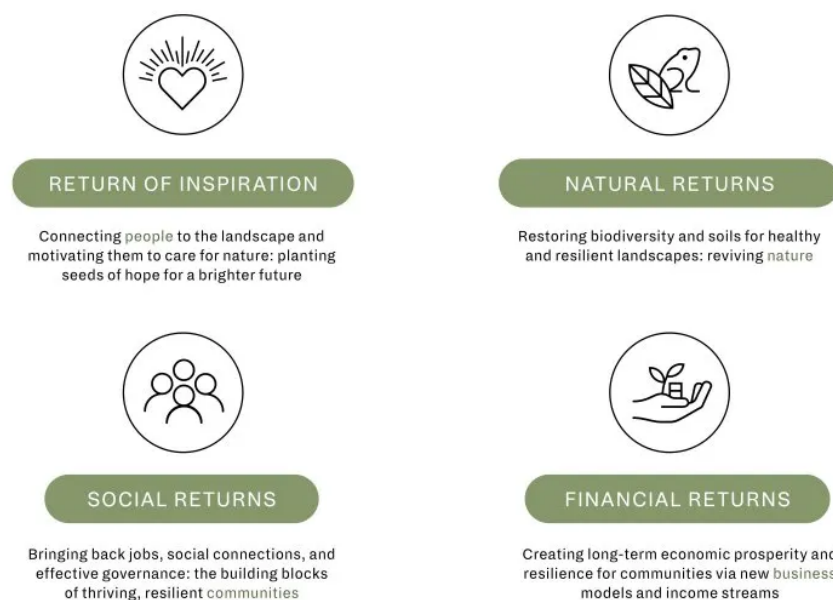 RETURN OF INSPIRATION
Connecting people to the landscape and
motivating them to care for nature: planting
seeds of hope for a brighter future
NATURAL RETURNS
Restoring biodiversity and soils for healthy
and resilient landscapes: reviving nature
SOCIAL RETURNS
Bringing back jobs, social connections, and
effective governance: the building blocks
of thriving, resilient communities
FINANCIAL RETURNS
Creating long-term economic prosperity and
resilience for communities via new business
models and income streams